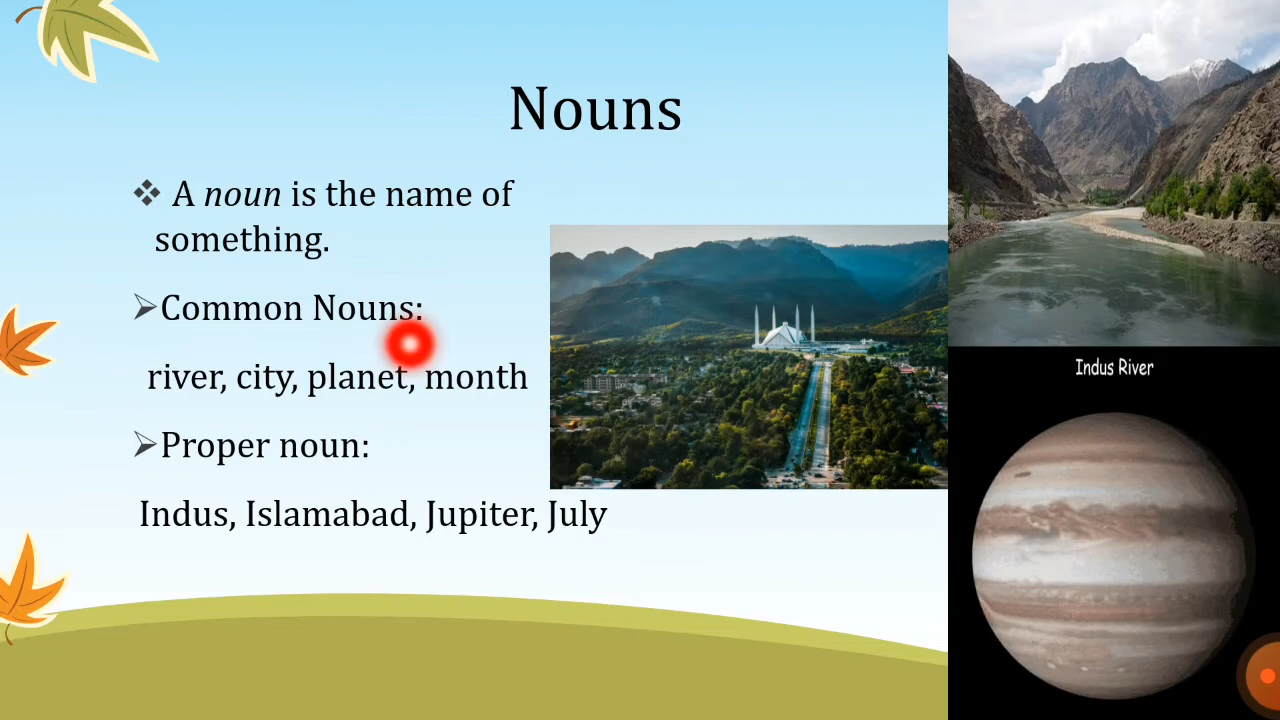 Nouns
A noun is the name of
something.
Common Nouns:
river, city, planet, month
Proper noun:
Indus, Islamabad, Jupiter, July
Indus River